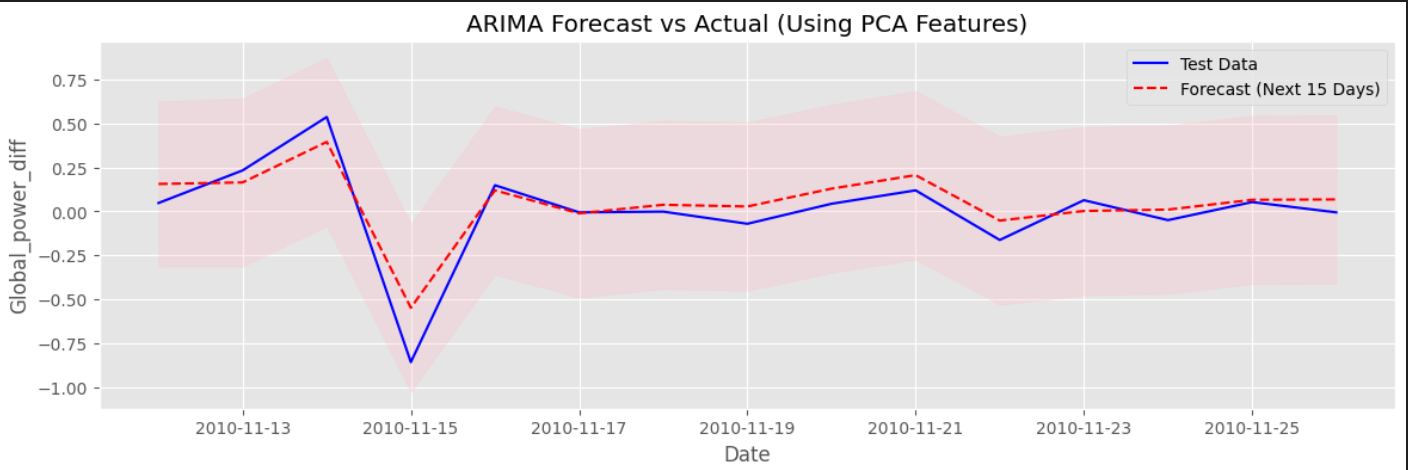 ARIMA Forecast vs Actual (Using PCA Features)
Test Data
Forecast (Next 15 Days)
Global_power_diff
0.75
0.50
0.25
0.00
−0.25
−0.50
−0.75
−1.00
2010-11-13 2010-11-15 2010-11-17 2010-11-19 2010-11-21 2010-11-23 2010-11-25
Date